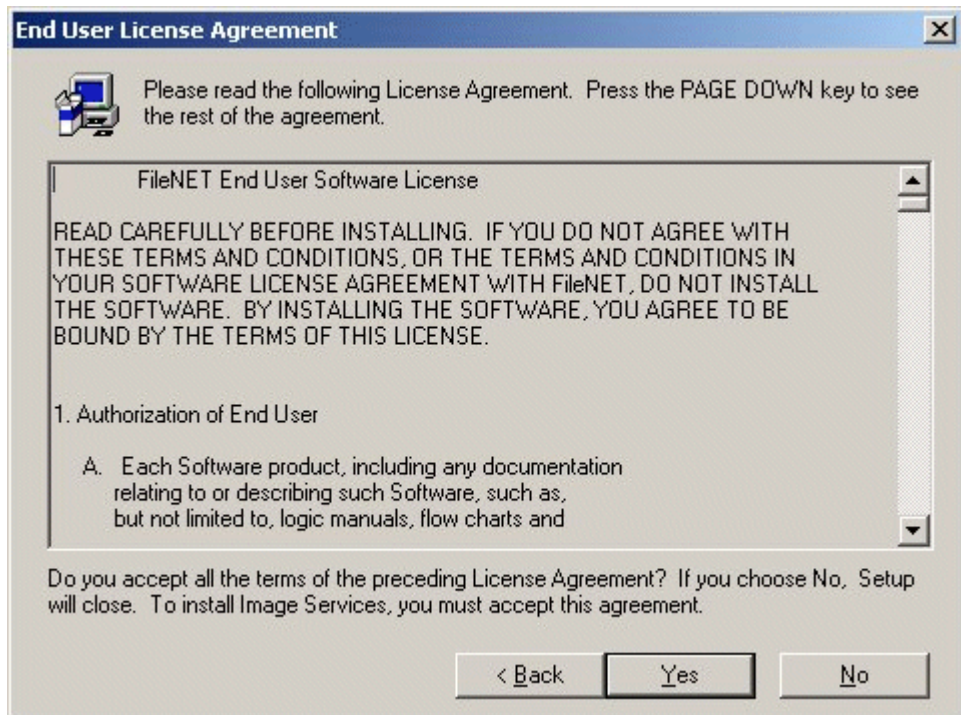 End User License Agreement
Please read the following License Agreement. Press the PAGE DOWN key to see
the rest of the agreement.
FileNET End User Software License
READ CAREFULLY BEFORE INSTALLING. IF YOU DO NOT AGREE WITH
THESE TERMS AND CONDITIONS, OR THE TERMS AND CONDITIONS IN
YOUR SOFTWARE LICENSE AGREEMENT WITH FileNET, DO NOT INSTALL
THE SOFTWARE. BY INSTALLING THE SOFTWARE, YOU AGREE TO BE
BOUND BY THE TERMS OF THIS LICENSE.
1. Authorization of End User
A. Each Software product, including any documentation
relating to or describing such Software, such as,
but not limited to, logic manuals, flow charts and
Do you accept all the terms of the preceding License Agreement? If you choose No, Setup
will close. To install Image Services, you must accept this agreement.
< Back Yes No